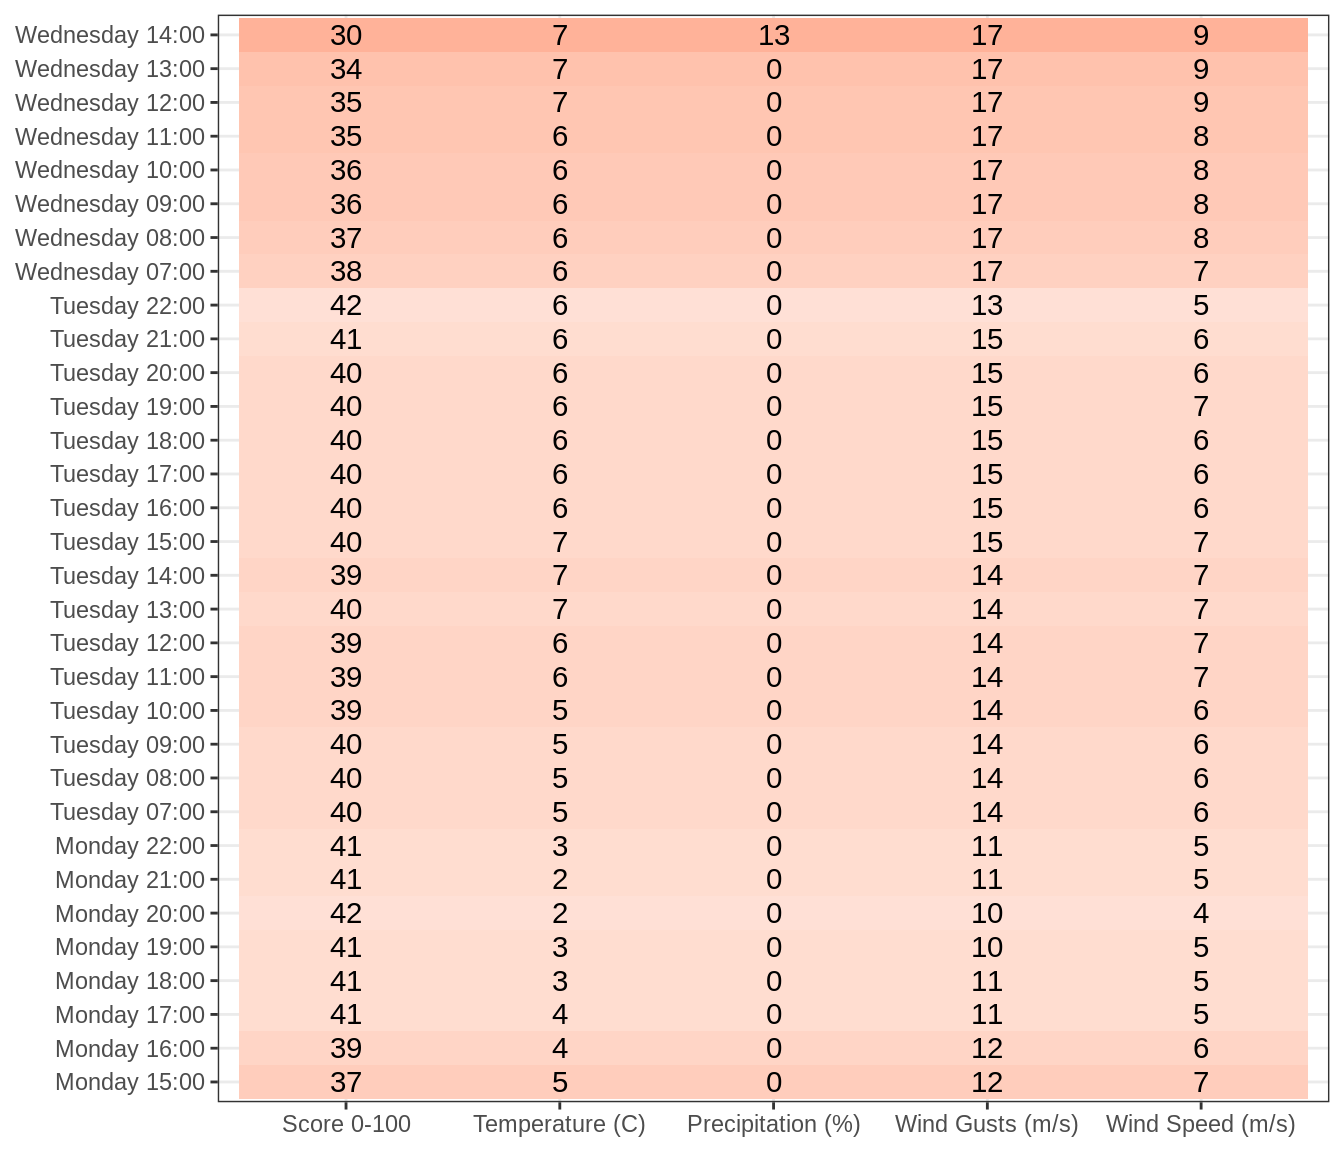 Wednesday 14:00 30 7 13 17 9
Wednesday 13:00 34 7 0 17 9
Wednesday 12:00 35 7 0 17 9
Wednesday 11:00 35 6 0 17 8
Wednesday 10:00 36 6 0 17 8
Wednesday 09:00 36 6 0 17 8
Wednesday 08:00 37 6 0 17 8
Wednesday 07:00 38 6 0 17 7
Tuesday 22:00 42 6 0 13 5
Tuesday 21:00 41 6 0 15 6
Tuesday 20:00 40 6 0 15 6
Tuesday 19:00 40 6 0 15 7
Tuesday 18:00 40 6 0 15 6
Tuesday 17:00 40 6 0 15 6
Tuesday 16:00 40 6 0 15 6
Tuesday 15:00 40 7 0 15 7
Tuesday 14:00 39 7 0 14 7
Tuesday 13:00 40 7 0 14 7
Tuesday 12:00 39 6 0 14 7
Tuesday 11:00 39 6 0 14 7
Tuesday 10:00 39 5 0 14 6
Tuesday 09:00 40 5 0 14 6
Tuesday 08:00 40 5 0 14 6
Tuesday 07:00 40 5 0 14 6
Monday 22:00 41 3 0 11 5
Monday 21:00 41 2 0 11 5
Monday 20:00 42 2 0 10 4
Monday 19:00 41 3 0 10 5
Monday 18:00 41 3 0 11 5
Monday 17:00 41 4 0 11 5
Monday 16:00 39 4 0 12 6
Monday 15:00 37 5 0 12 7
Score 0-100 Temperature (C) Precipitation (%) Wind Gusts (m/s) Wind Speed (m/s)